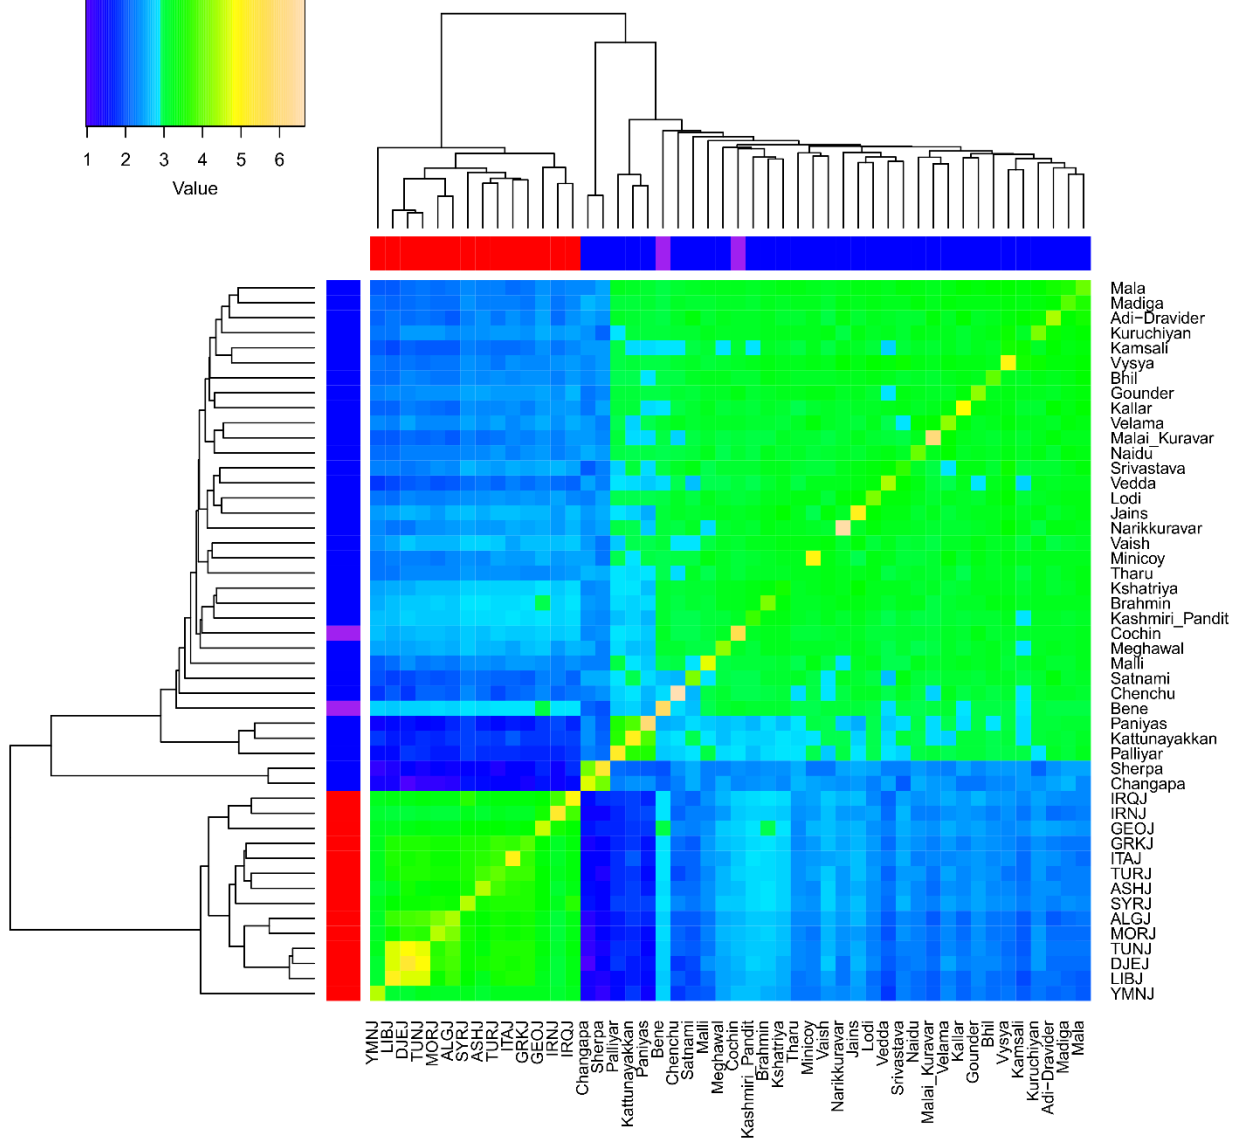 1 2 3 4 5 6
Value
Mala
Madiga
Adi−Dravider
Kuruchiyan
Kamsali
Vysya
Bhil
Gounder
Kallar
Velama
Malai_Kuravar
Naidu
Srivastava
Vedda
Lodi
Jains
Narikkuravar
Vaish
Minicoy
Tharu
Kshatriya
Brahmin
Kashmiri_Pandit
Cochin
Meghawal
Malli
Satnami
Chenchu
Bene
Paniyas
Kattunayakkan
Palliyar
Sherpa
Changapa
IRQJ
IRNJ
GEOJ
GRKJ
ITAJ
TURJ
ASHJ
SYRJ
ALGJ
MORJ
TUNJ
DJEJ
LIBJ
YMNJ
YMNJ
LIBJ
DJEJ
TUNJ
MORJ
ALGJ
SYRJ
ASHJ
TURJ
ITAJ
GRKJ
GEOJ
IRNJ
IRQJ
Changapa
Sherpa
Palliyar
Kattunayakkan
Paniyas
Bene
Chenchu
Satnami
Malli
Meghawal
Cochin
Kashmiri_Pandit
Brahmin
Kshatriya
Tharu
Minicoy
Vaish
Narikkuravar
Jains
Lodi
Vedda
Srivastava
Naidu
Malai_Kuravar
Velama
Kallar
Gounder
Bhil
Vysya
Kamsali
Kuruchiyan
Adi−Dravider
Madiga
Mala